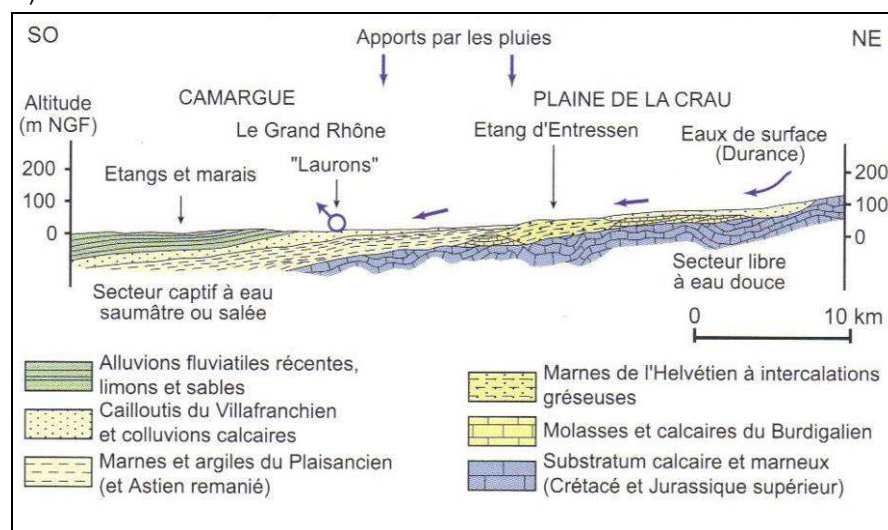 SO
Apports par les pluies
NE
Altitude
(m NGF)
CAMARGUE
PLAINE DE LA CRAU
Le Grand Rhône
Etang d'Entressen
Eaux de surface
(Durance)
"Laurons"
Etangs et marais
200
100
0
200
100
0
Secteur captif à eau
saumâtre ou salée
Secteur libre
à eau douce
0
10 km
Alluvions fluviatiles récentes,
limons et sables
Cailloutis du Villafranchien
et colluvions calcaires
Marnes et argiles du Plaisancien
(et Astien remanié)
Marnes de l'Helvétien à intercalations
gréseuses
Molasses et calcaires du Burdigalien
Substratum calcaire et marneux
(Crétacé et Jurassique supérieur)